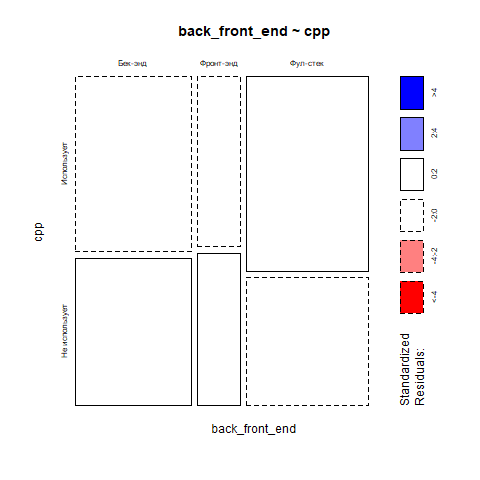 back_front_end ~ cpp
Бек-энд
Фронт-энд
Фул-стек
Использует
Не использует
cpp
back_front_end
>4
2:4
0:2
-2:0
-4:-2
<-4
Standardized
Residuals: